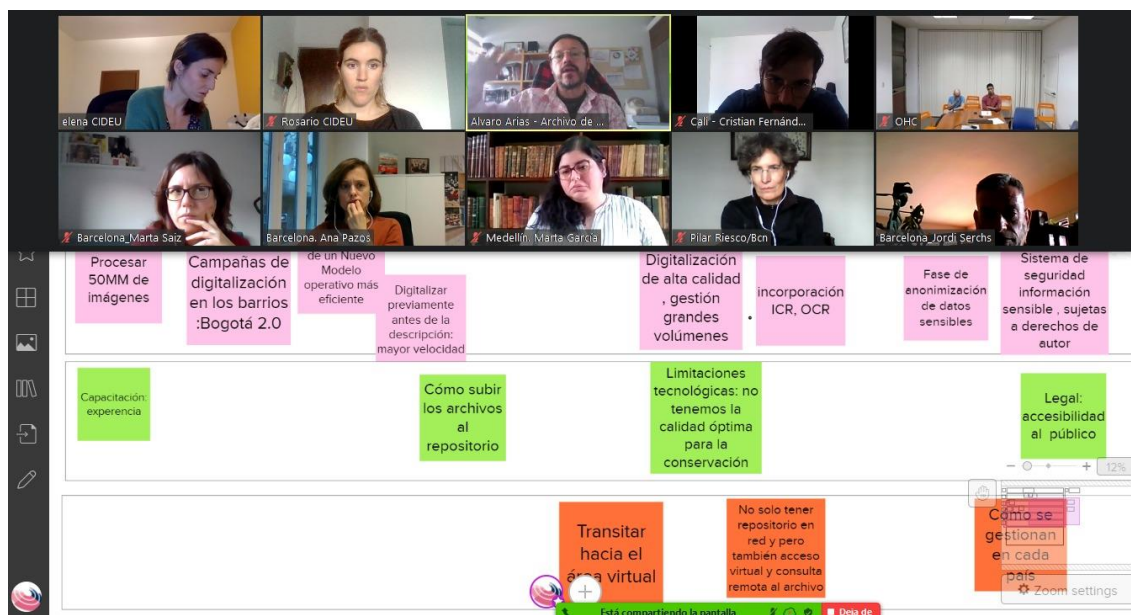 elena CIDEU
Rosario CIDEU
Alvaro Arias - Archivo de ...
Cali - Cristian Fernánd...
OHC
Barcelona_Marta Saiz
Barcelona. Ana Pazos
Medellín. Marta García
Pilar Riesco/Bcn
Barcelona_Jordi Serchs
Procesar
50MM de
imágenes
Campañas de
digitalización
en los barrios
:Bogotá 2.0
de un Nuevo
Modelo
operativo más
eficiente
Digitalizar
previamente
antes de la
descripción:
mayor velocidad
Digitalización
de alta calidad
, gestión
grandes
volúmenes
incorporación
ICR, OCR
Fase de
anonimización
de datos
sensibles
Sistema de
seguridad
información
sensible , sujetas
a derechos de
autor
Capacitación:
experencia
Cómo subir
los archivos
al
repositorio
Limitaciones
tecnológicas: no
tenemos la
calidad óptima
para la
conservación
Legal:
accesibilidad
al público
12%
Transitar
hacia el
área virtual
No solo tener
repositorio en
red y pero
también acceso
virtual y consulta
remota al archivo
Cómo se
gestionan
en cada
país
Zoom settings
Está compartiendo la pantalla
Deja de